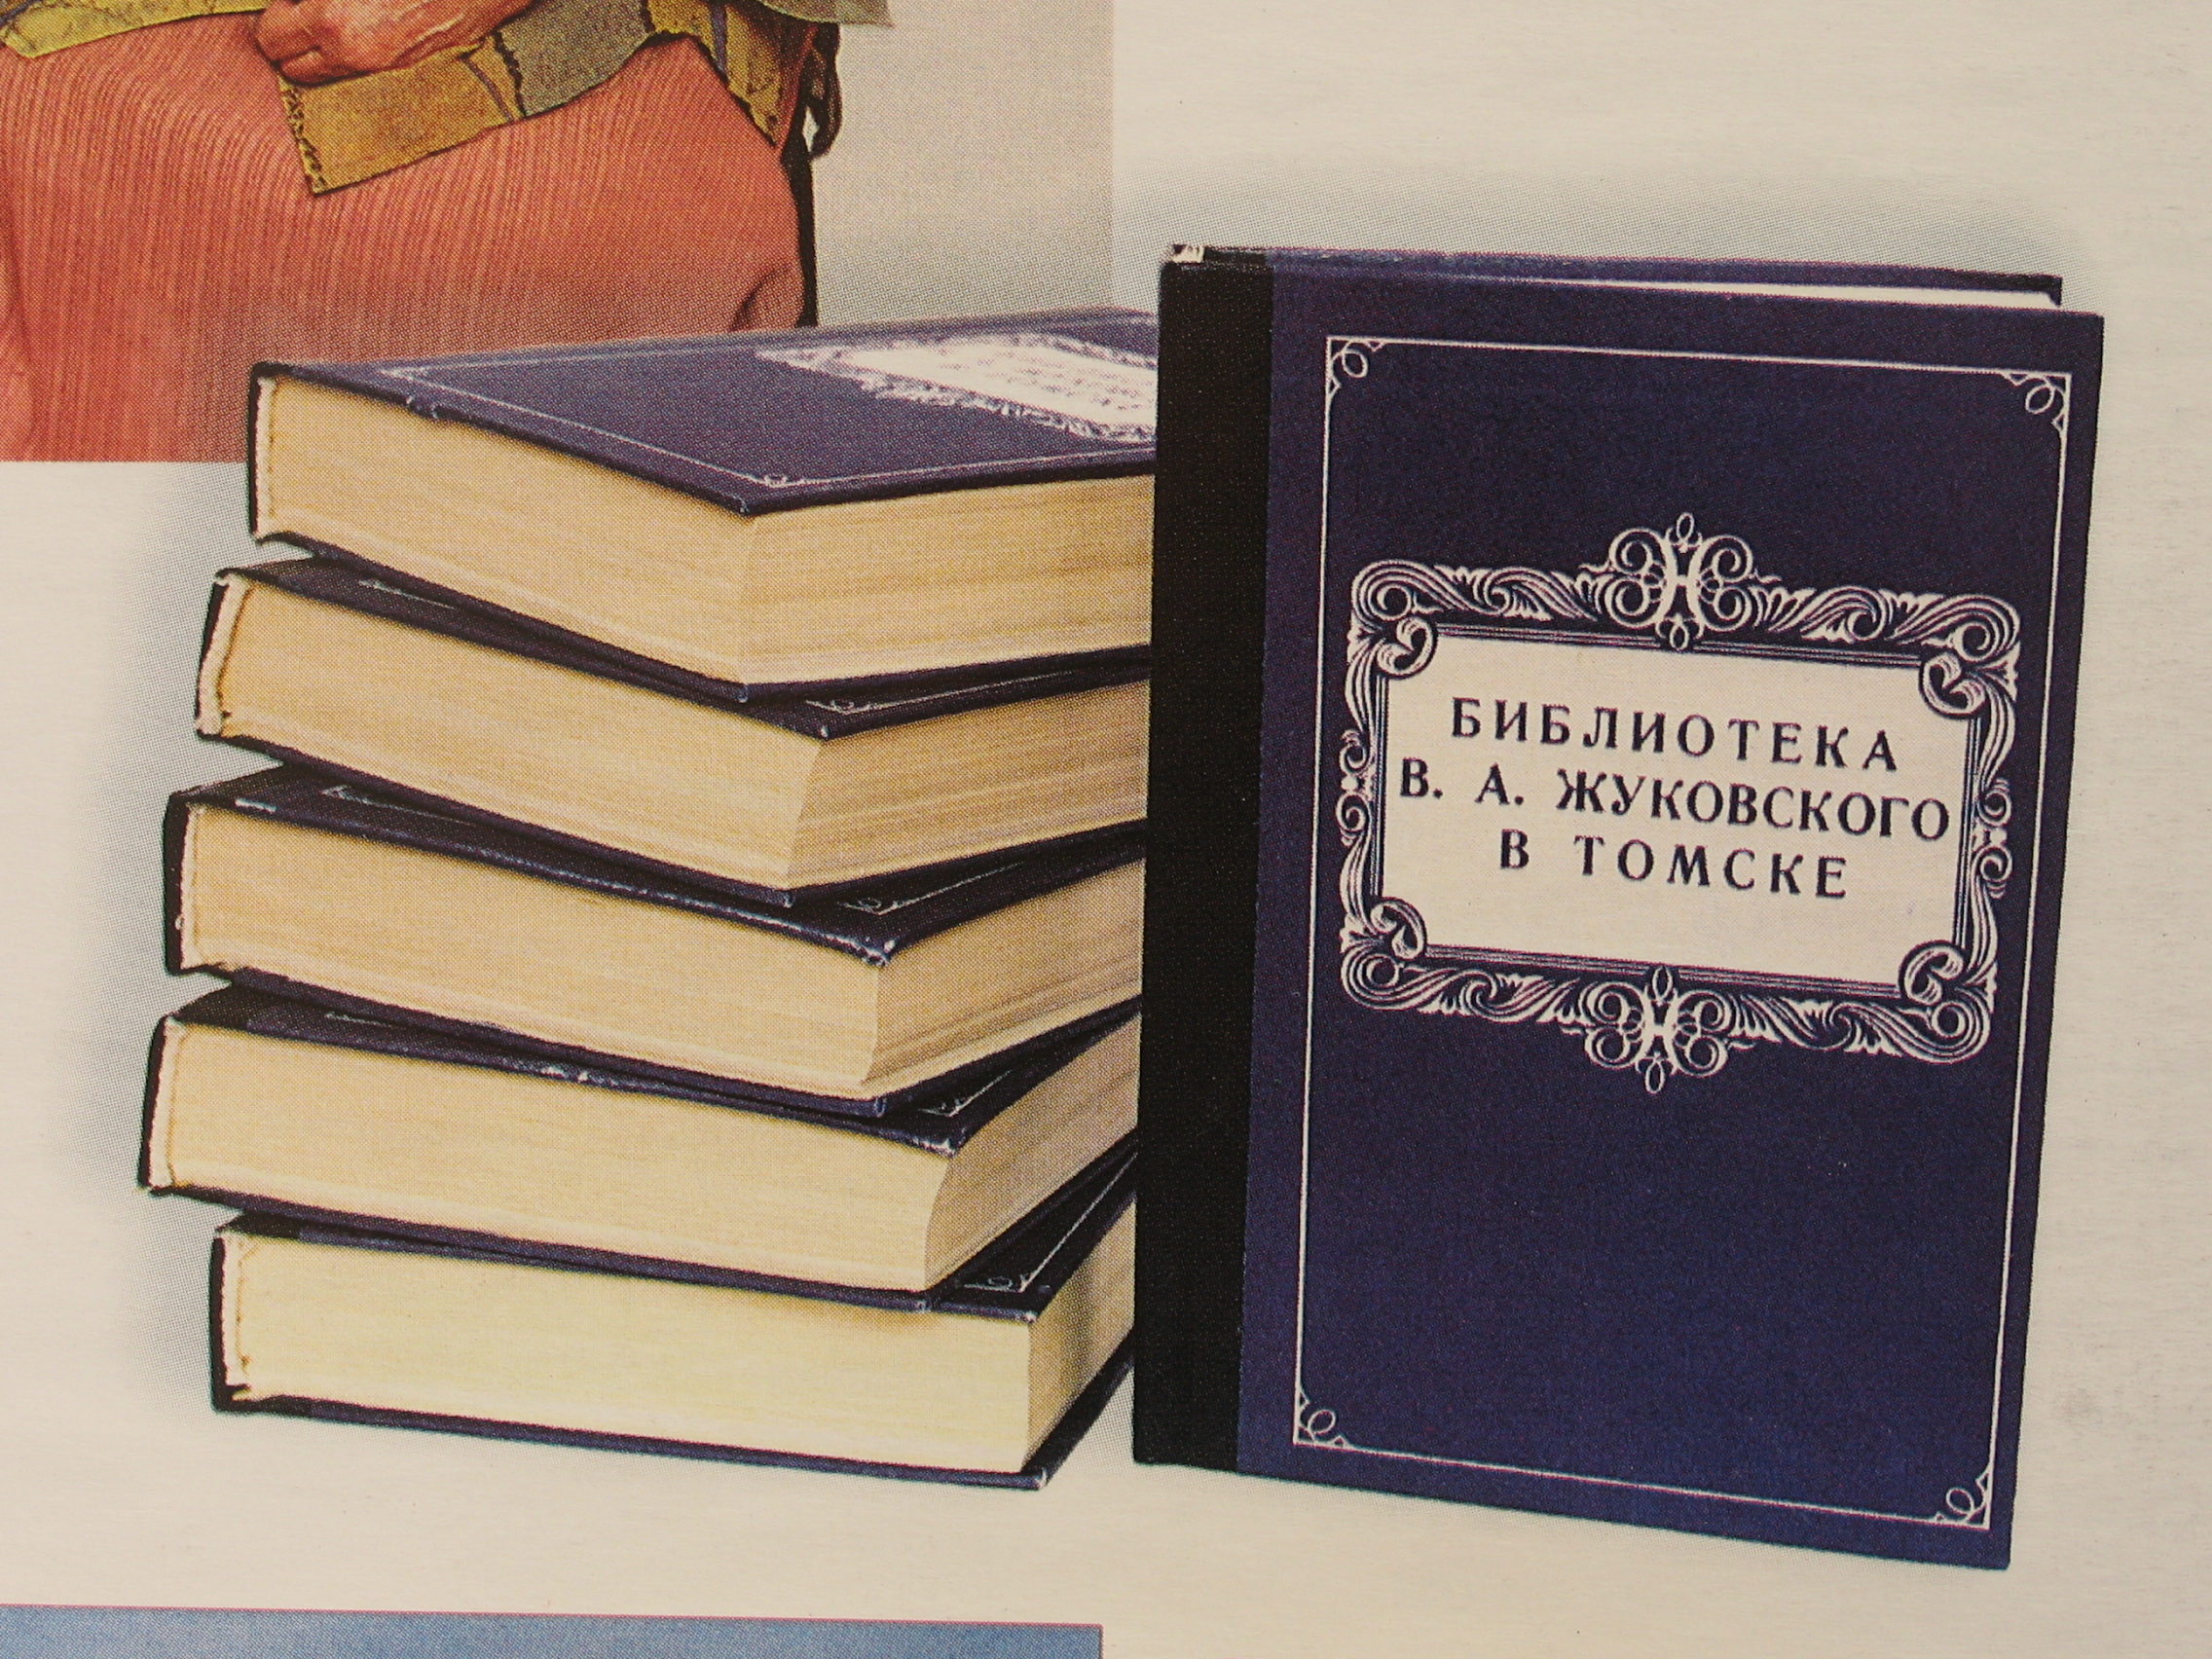 БИБЛИОТЕКА
В. А. ЖУКОВСКОГО
В ТОМСКЕ